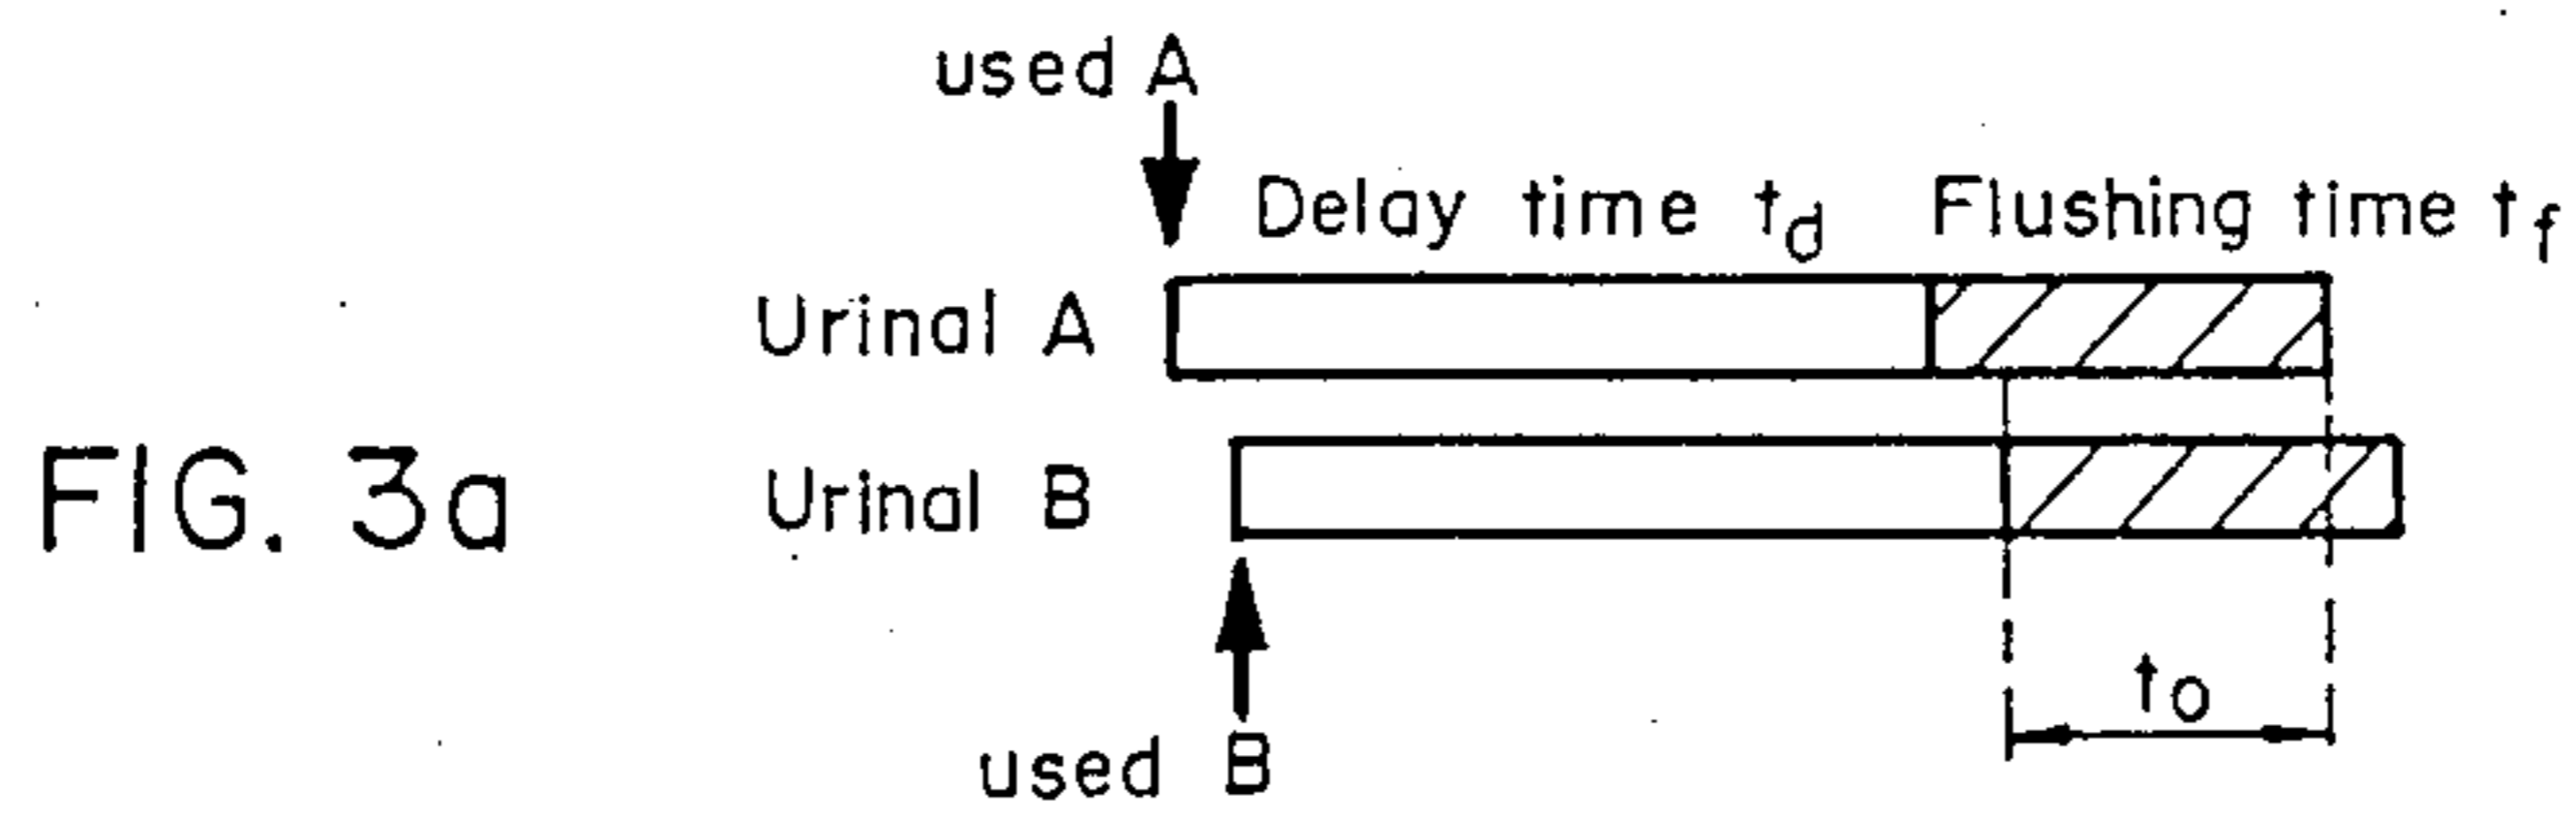 used A
Delay time td Flushing time tf
Urinal A
FIG. 3a
Urinal B
to
used B